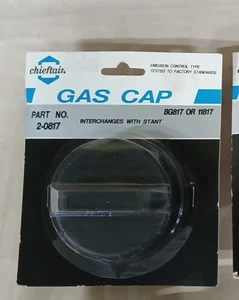 chieftain.
EMISSION CONTROL TYPE
TESTED TO FACTORY STANDARDS
GAS CAP
PART NO.
2-0817
BG817 OR 11817
INTERCHANGES WITH STANT